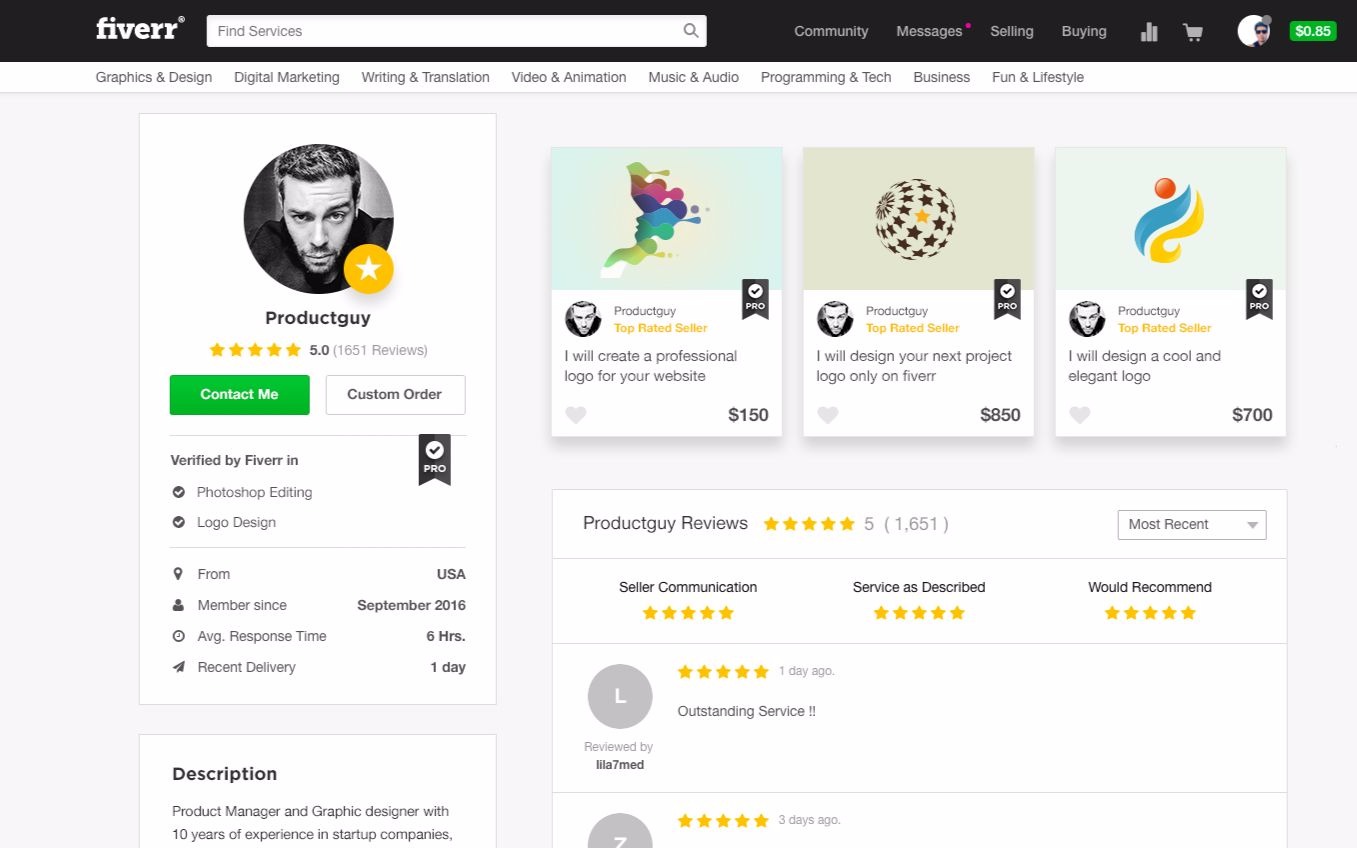 fiverr®
Find Services
Community Messages Selling Buying $0.85
Graphics & Design Digital Marketing Writing & Translation Video & Animation Music & Audio Programming & Tech Business Fun & Lifestyle
Productguy
5.0 (1651 Reviews)
Contact Me Custom Order
Verified by Fiverr in
PRO
Photoshop Editing
Logo Design
From USA
Member since September 2016
Avg. Response Time 6 Hrs.
Recent Delivery 1 day
Description
Product Manager and Graphic designer with
10 years of experience in startup companies,
PRO
Productguy
Top Rated Seller
I will create a professional
logo for your website
$150
PRO
Productguy
Top Rated Seller
I will design your next project
logo only on fiverr
$850
PRO
Productguy
Top Rated Seller
I will design a cool and
elegant logo
$700
Productguy Reviews 5 ( 1,651 )
Most Recent
Seller Communication Service as Described Would Recommend
L
1 day ago.
Outstanding Service !!
Reviewed by
lila7med
Z
3 days ago.